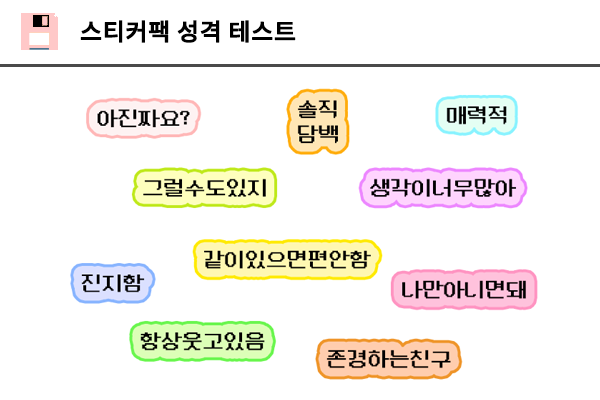 스티커팩 성격 테스트
아진짜요?
솔직
담백
매력적
그럴수도있지
생각이너무많아
같이있으면편안함
진지함
나만아니면돼
항상웃고있음
존경하는친구